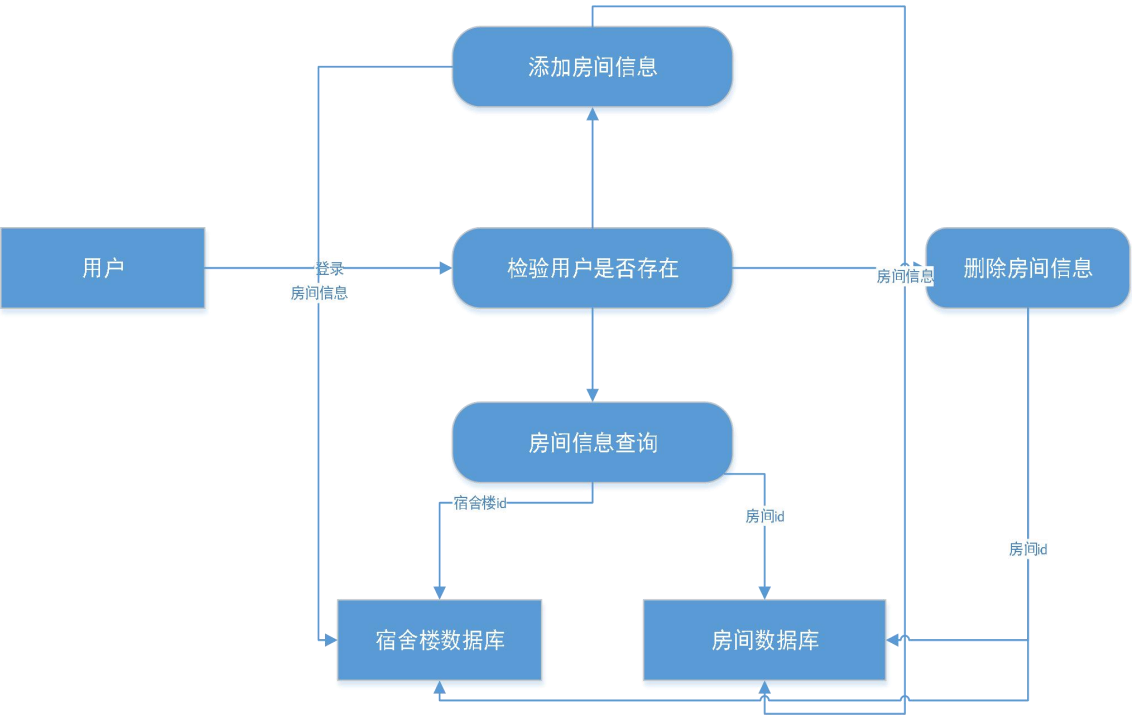 添加房间信息
用户
登录
房间信息
检验用户是否存在
房间信息
删除房间信息
房间信息查询
宿舍楼id
房间id
房间id
宿舍楼数据库
房间数据库